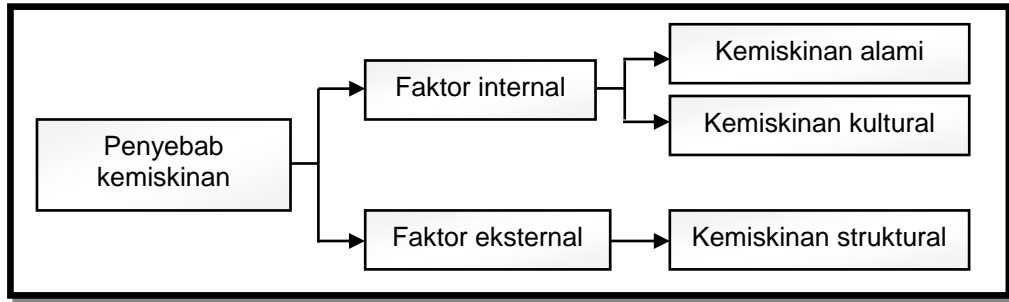 Penyebab
kemiskinan
Faktor internal
Kemiskinan alami
Kemiskinan kultural
Faktor eksternal
Kemiskinan struktural